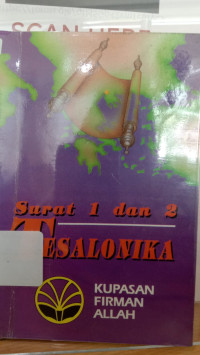 SCAN HERE
Surat 1 dan 2
TESALONIKA
KUPASAN
FIRMAN
ALLAH